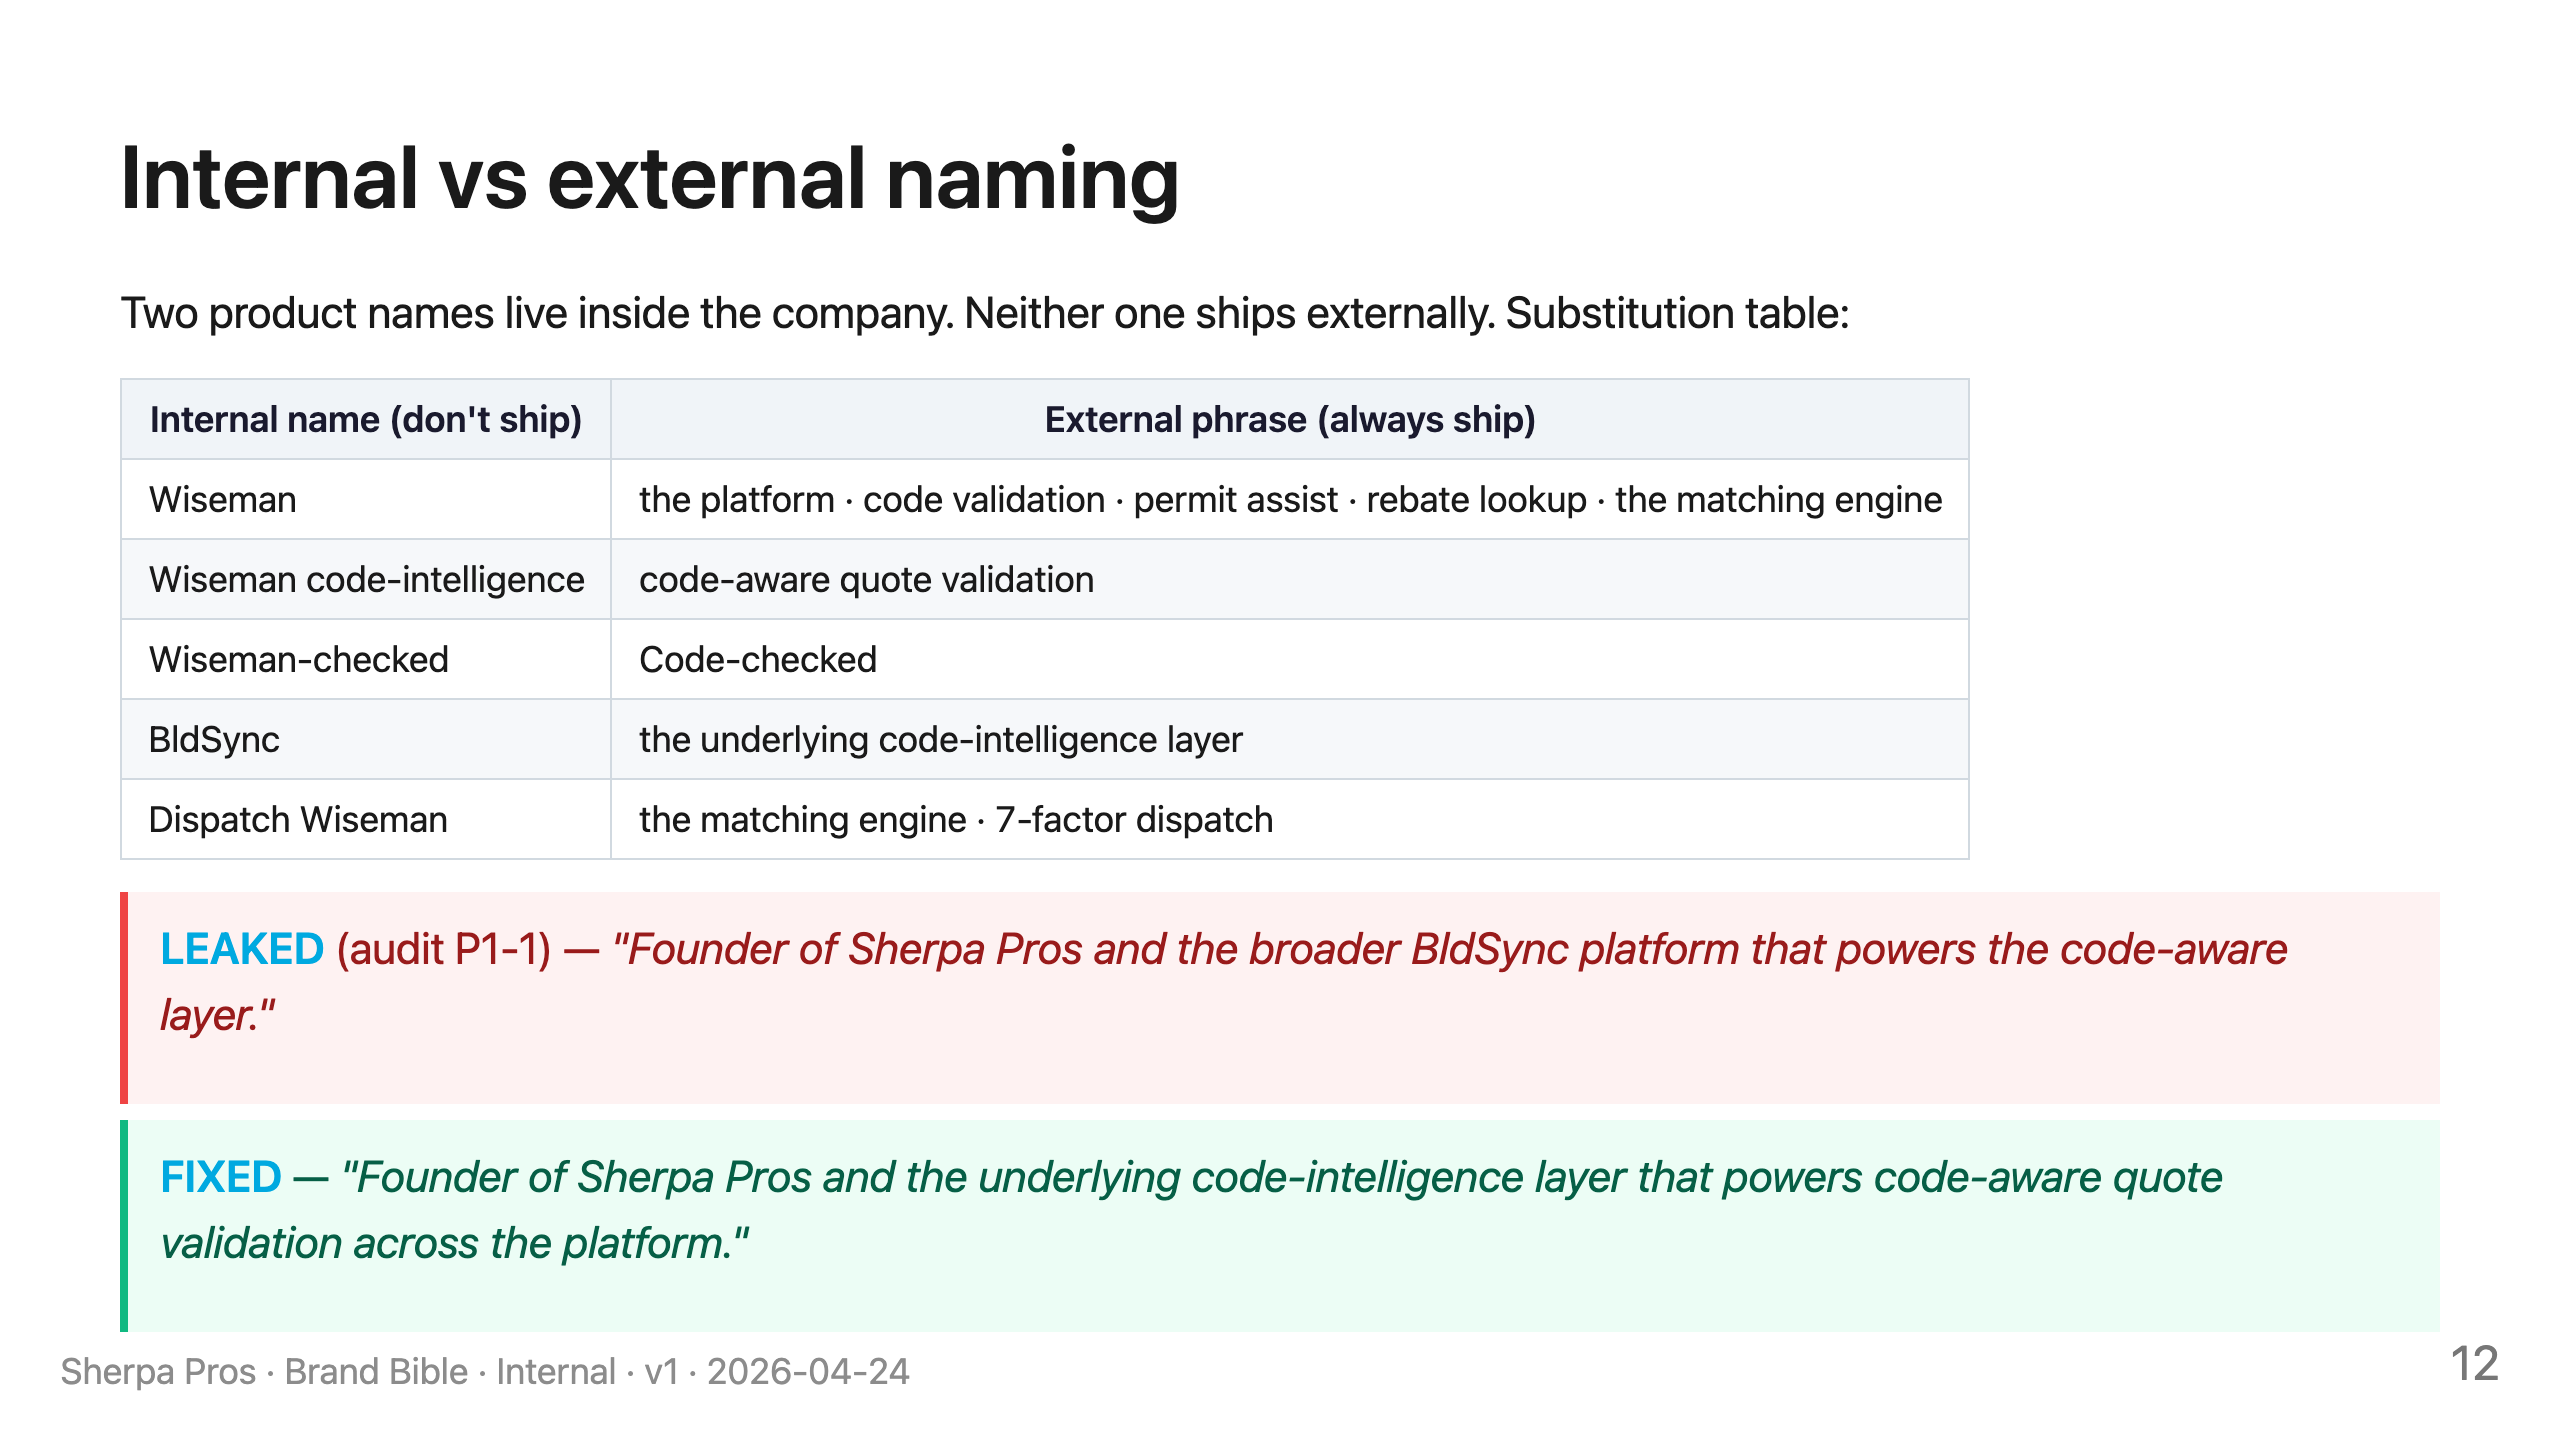 Internal vs external naming
Two product names live inside the company. Neither one ships externally. Substitution table:
Internal name (don't ship) External phrase (always ship)
Wiseman the platform · code validation · permit assist · rebate lookup · the matching engine
Wiseman code-intelligence code-aware quote validation
Wiseman-checked Code-checked
BldSync the underlying code-intelligence layer
Dispatch Wiseman the matching engine · 7-factor dispatch
LEAKED (audit P1-1) — "Founder of Sherpa Pros and the broader BldSync platform that powers the code-aware
layer."
FIXED — "Founder of Sherpa Pros and the underlying code-intelligence layer that powers code-aware quote
validation across the platform."
Sherpa Pros · Brand Bible · Internal · v1 · 2026-04-24 12